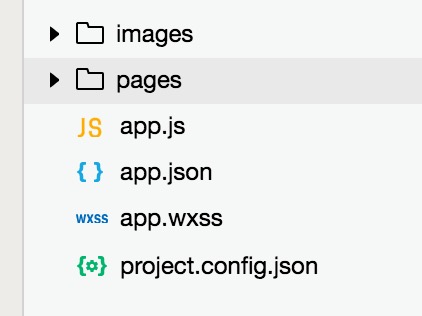 images
pages
JS app.js
{ } app.json
wxss app.wxss
{ } project.config.json